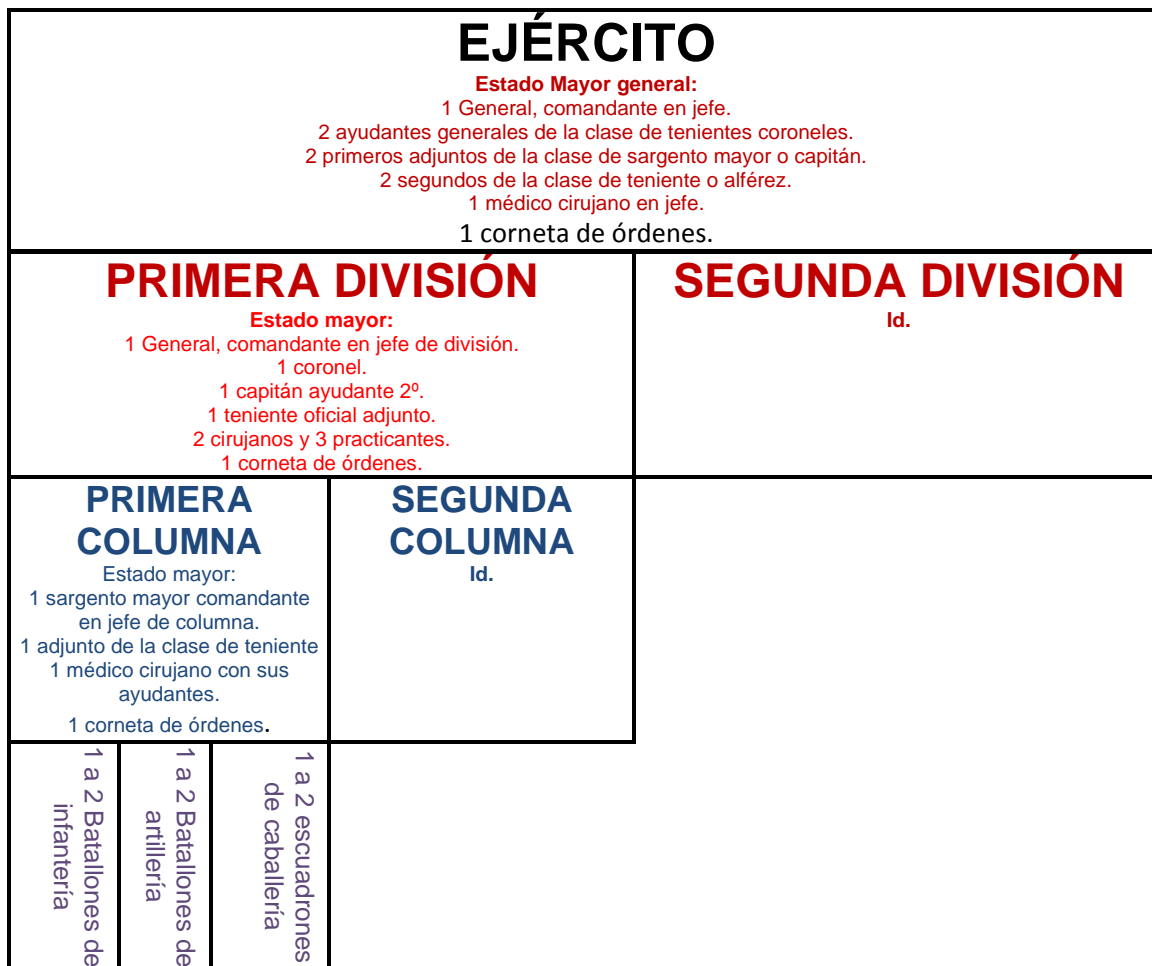 EJÉRCITO
Estado Mayor general:
1 General, comandante en jefe.
2 ayudantes generales de la clase de tenientes coroneles.
2 primeros adjuntos de la clase de sargento mayor o capitán.
2 segundos de la clase de teniente o alférez.
1 médico cirujano en jefe.
1 corneta de órdenes.
PRIMERA DIVISIÓN
Estado mayor:
1 General, comandante en jefe de división.
1 coronel.
1 capitán ayudante 2º.
1 teniente oficial adjunto.
2 cirujanos y 3 practicantes.
1 corneta de órdenes.
SEGUNDA DIVISIÓN
Id.
PRIMERA
COLUMNA
Estado mayor:
1 sargento mayor comandante
en jefe de columna.
1 adjunto de la clase de teniente
1 médico cirujano con sus
ayudantes.
1 corneta de órdenes.
SEGUNDA
COLUMNA
Id.
1 a 2 Batallones de
infantería
1 a 2 Batallones de
artillería
1 a 2 escuadrones
de caballería